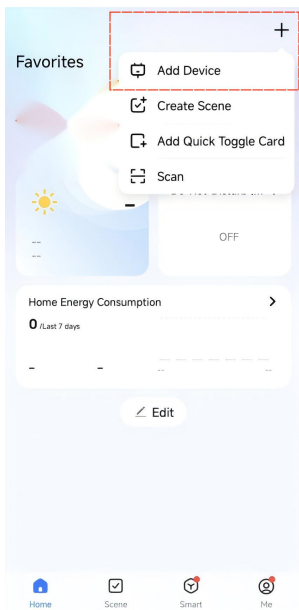 Favorites
Add Device
Create Scene
Add Quick Toggle Card
Scan
--
--
OFF
Home Energy Consumption
0 /Last 7 days
-
-
--
--
Edit
Home
Scene
Smart
Me